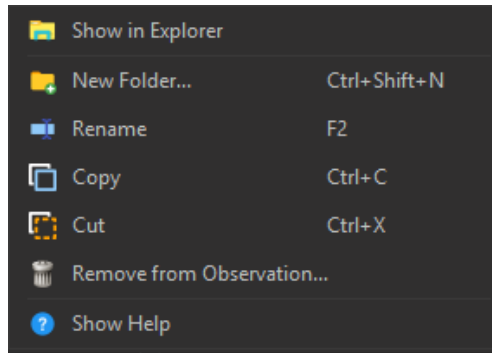 Show in Explorer
New Folder... Ctrl+Shift+N
Rename F2
Copy Ctrl+C
Cut Ctrl+X
Remove from Observation...
Show Help